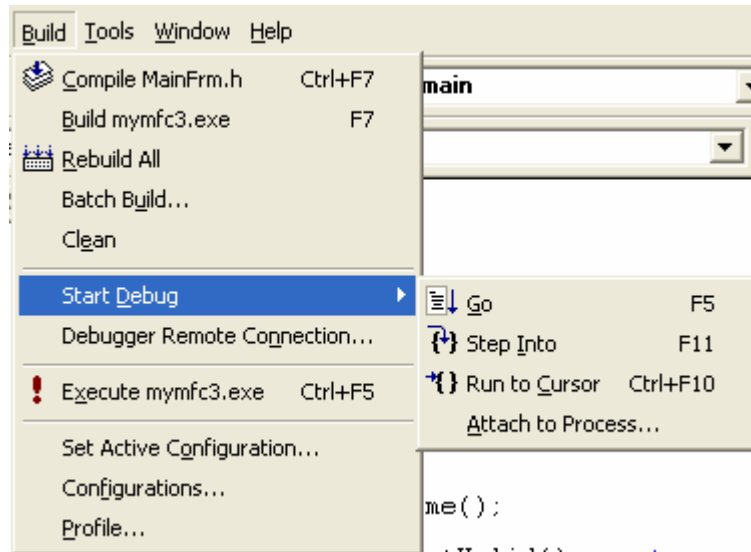 Build Tools Window Help
Compile MainFrm.h Ctrl+F7
main
Build mymfc3.exe F7
Rebuild All
Batch Build...
Clean
Start Debug
Go F5
Debugger Remote Connection...
Step Into F11
Execute mymfc3.exe Ctrl+F5
Run to Cursor Ctrl+F10
Attach to Process...
Set Active Configuration...
Configurations...
me();
Profile...